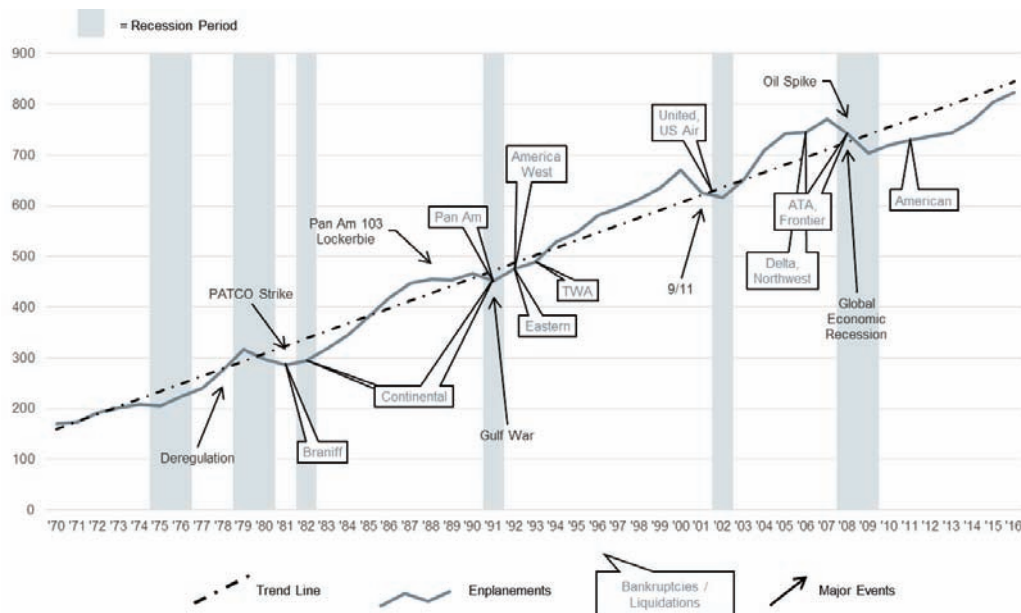 = Recession Period
900
800
700
600
500
400
300
200
100
0
Oil Spike
United,
US Air
America
West
Pan Am 103
Lockerbie
Pan Am
ATA,
Frontier
American
PATCO Strike
TWA
Delta,
Northwest
9/11
Eastern
Global
Economic
Recession
Continental
Gulf War
Braniff
Deregulation
'70 '71 '72 '73 '74 '75 '76 '77 '78 '79 '80 '81 '82 '83 '84 '85 '86 '87 '88 '89 '90 '91 '92 '93 '94 '95 '96 '97 '98 '99 '00 '01 '02 '03 '04 '05 '06 '07 '08 '09 '10 '11 '12 '13 '14 '15 '16
Trend Line
Enplanements
Bankruptcies /
Liquidations
Major Events